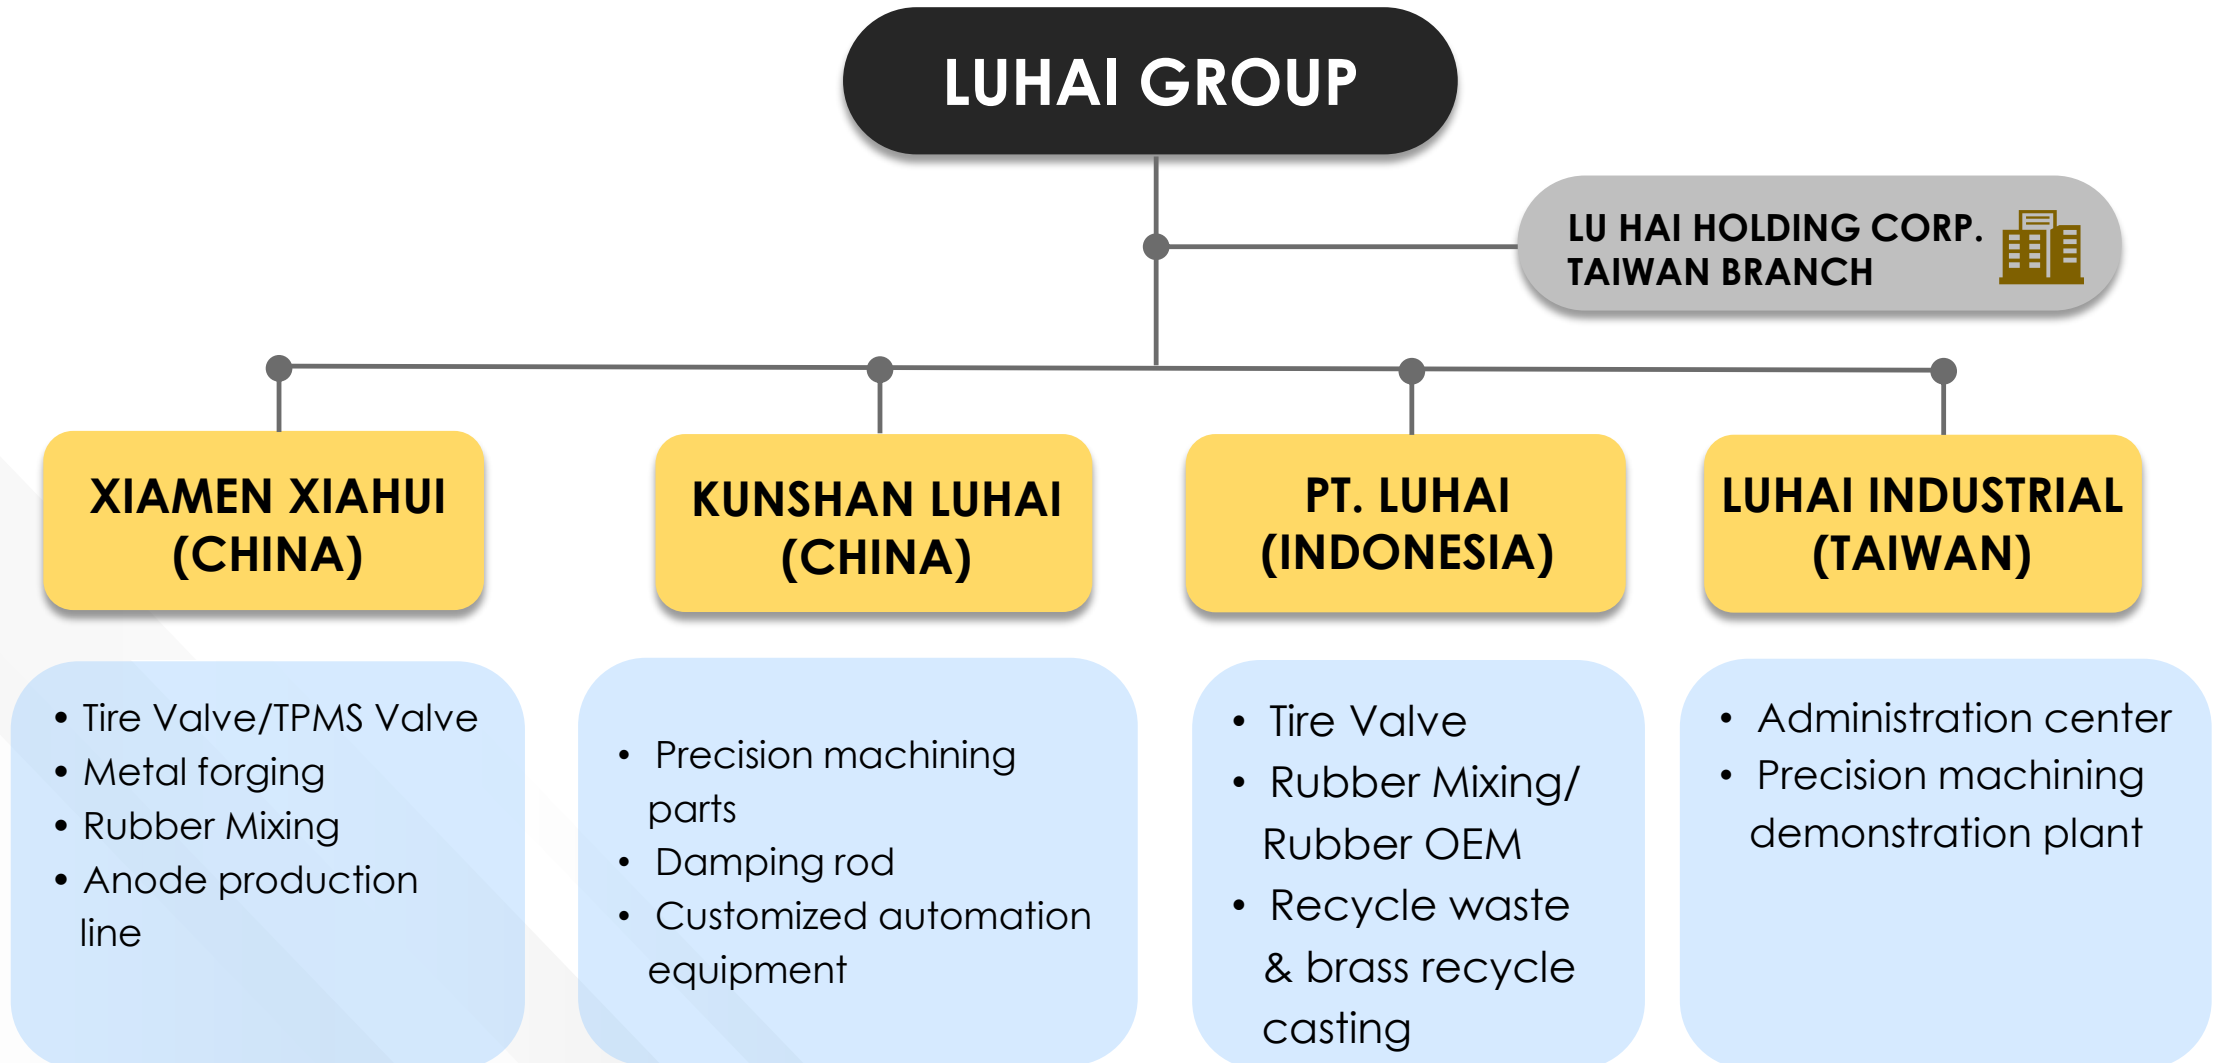 LUHAI GROUP
LU HAI HOLDING CORP.
TAIWAN BRANCH
XIAMEN XIAHUI
(CHINA)
KUNSHAN LUHAI
(CHINA)
PT. LUHAI
(INDONESIA)
LUHAI INDUSTRIAL
(TAIWAN)
• Tire Valve/TPMS Valve
• Metal forging
• Rubber Mixing
• Anode production
line
• Precision machining
parts
• Damping rod
• Customized automation
equipment
• Tire Valve
• Rubber Mixing/
Rubber OEM
• Recycle waste
& brass recycle
casting
• Administration center
• Precision machining
demonstration plant